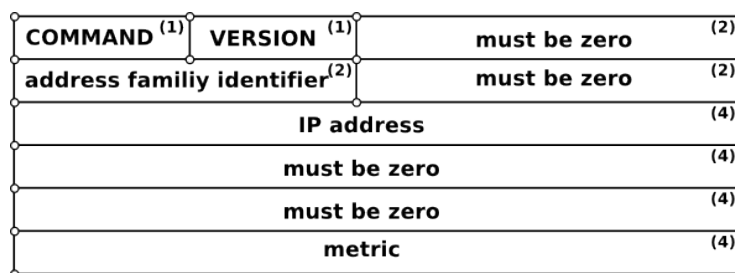 COMMAND (1) VERSION (1) must be zero (2)
address familiy identifier (2) must be zero (2)
IP address (4)
must be zero (4)
must be zero (4)
metric (4)